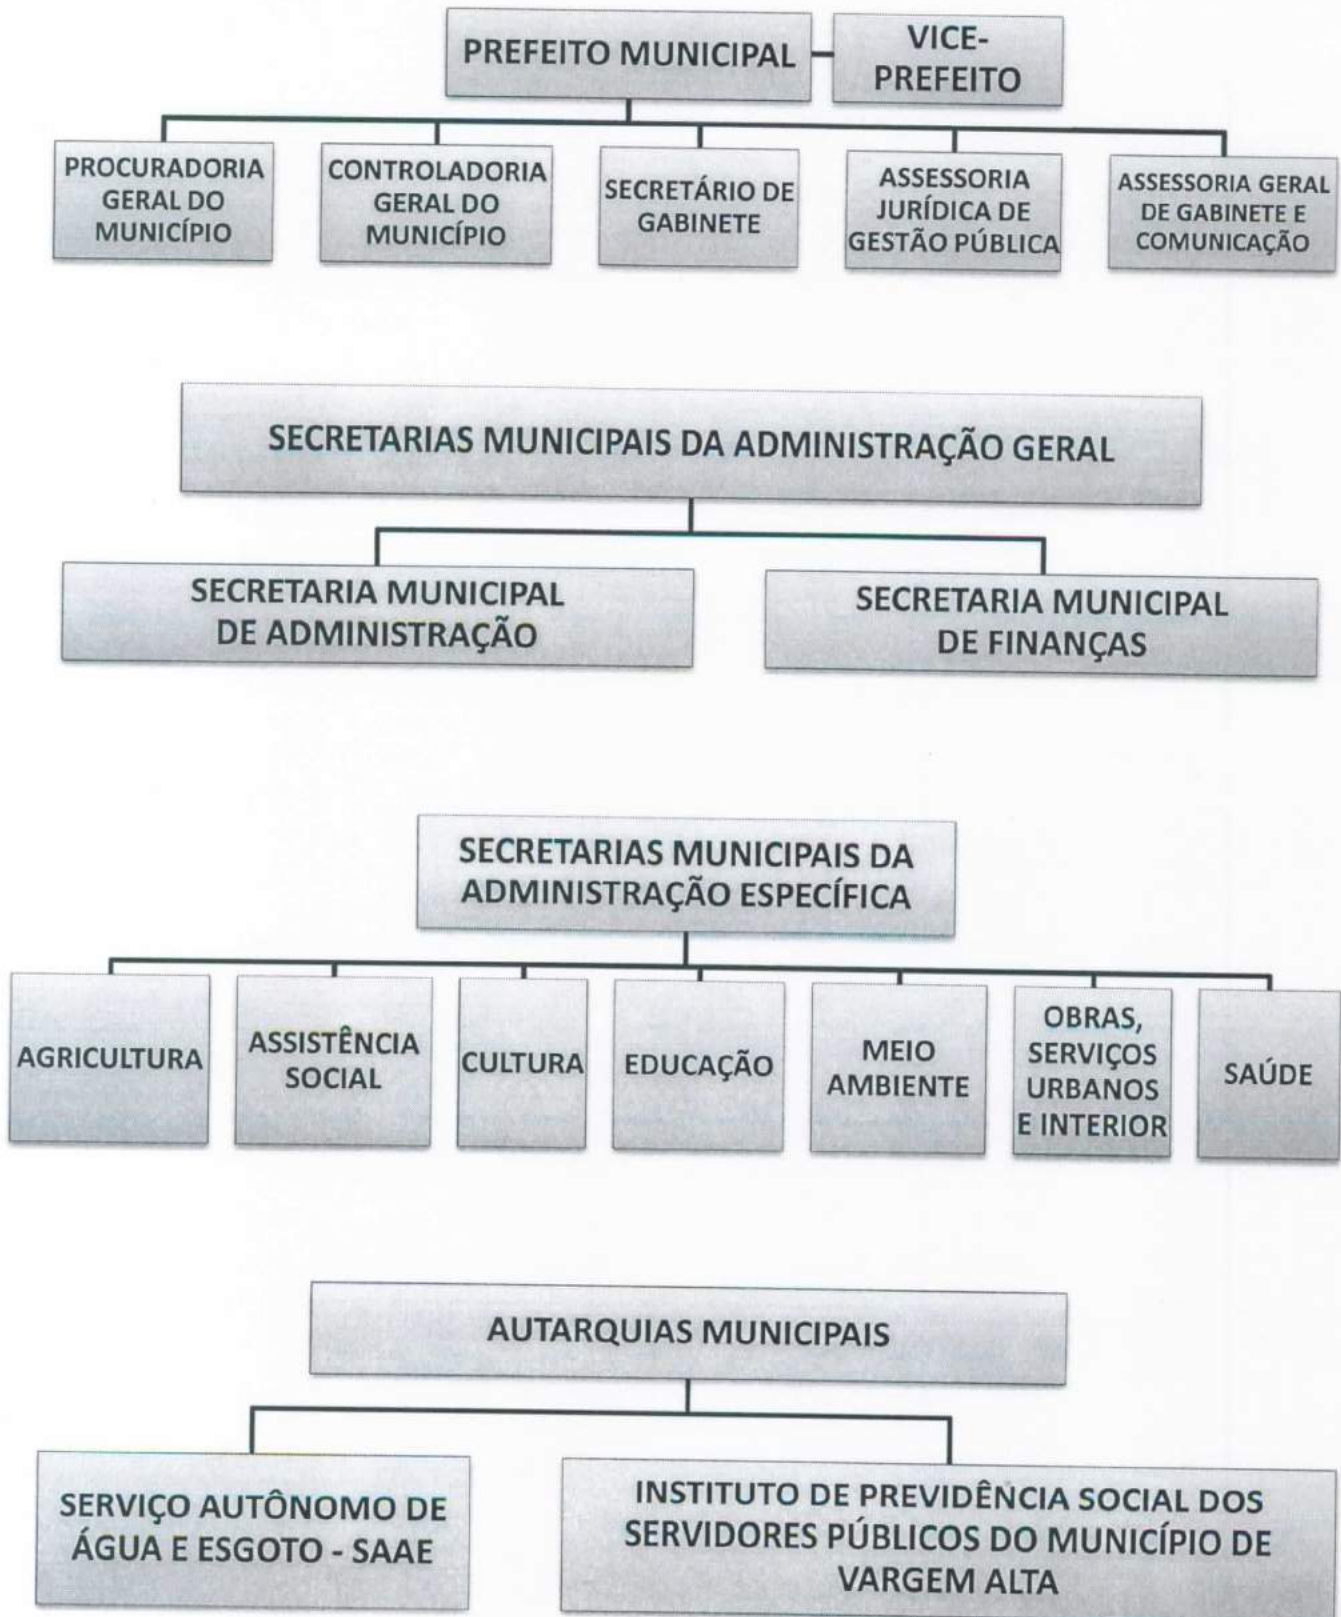 PREFEITO MUNICIPAL
VICE-
PREFEITO
PROCURADORIA
GERAL DO
MUNICÍPIO
CONTROLADORIA
GERAL DO
MUNICÍPIO
SECRETÁRIO DE
GABINETE
ASSESSORIA
JURÍDICA DE
GESTÃO PÚBLICA
ASSESSORIA GERAL
DE GABINETE E
COMUNICAÇÃO
SECRETARIAS MUNICIPAIS DA ADMINISTRAÇÃO GERAL
SECRETARIA MUNICIPAL
DE ADMINISTRAÇÃO
SECRETARIA MUNICIPAL
DE FINANÇAS
SECRETARIAS MUNICIPAIS DA
ADMINISTRAÇÃO ESPECÍFICA
AGRICULTURA
ASSISTÊNCIA
SOCIAL
CULTURA
EDUCAÇÃO
MEIO
AMBIENTE
OBRAS,
SERVIÇOS
URBANOS
E INTERIOR
SAÚDE
AUTARQUIAS MUNICIPAIS
SERVIÇO AUTÔNOMO DE
ÁGUA E ESGOTO - SAAE
INSTITUTO DE PREVIDÊNCIA SOCIAL DOS
SERVIDORES PÚBLICOS DO MUNICÍPIO DE
VARGEM ALTA